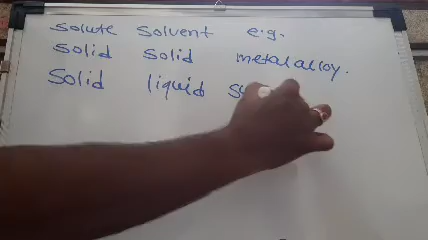 solute solvent e.g.
solid solid metal alloy.
Solid liquid